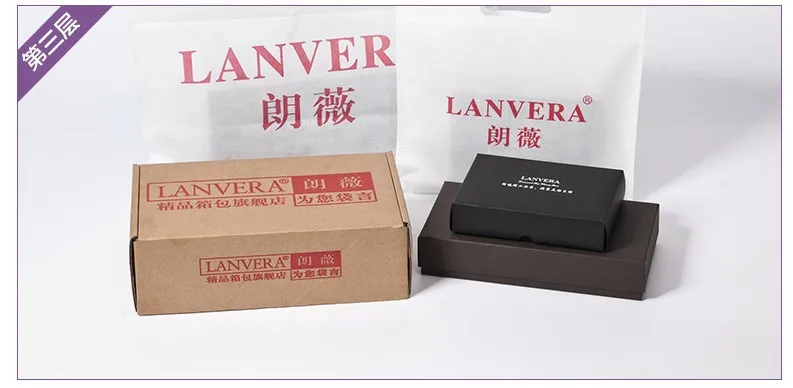 第三层
LANVER
朗薇
LANVERA®
朗薇
LANVERA® 朗薇
精品箱包旗舰店 为您袋言
LANVERA® 朗薇
精品箱包旗舰店 为您袋言
LANVERA